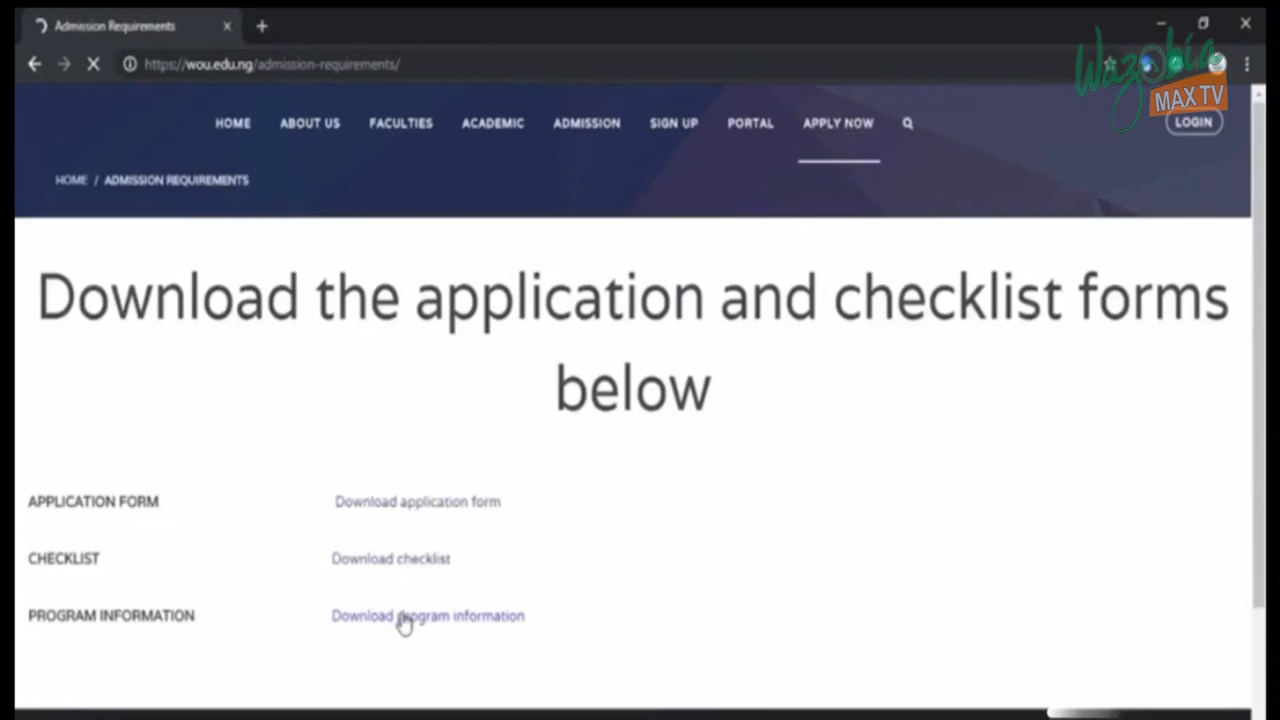 Admission Requirements
https://wou.edu.ng/admission-requirements/
Wazobia
MAX TV
HOME ABOUT US FACULTIES ACADEMIC ADMISSION SIGN UP PORTAL APPLY NOW LOGIN
HOME / ADMISSION REQUIREMENTS
Download the application and checklist forms
below
APPLICATION FORM Download application form
CHECKLIST Download checklist
PROGRAM INFORMATION Download program information